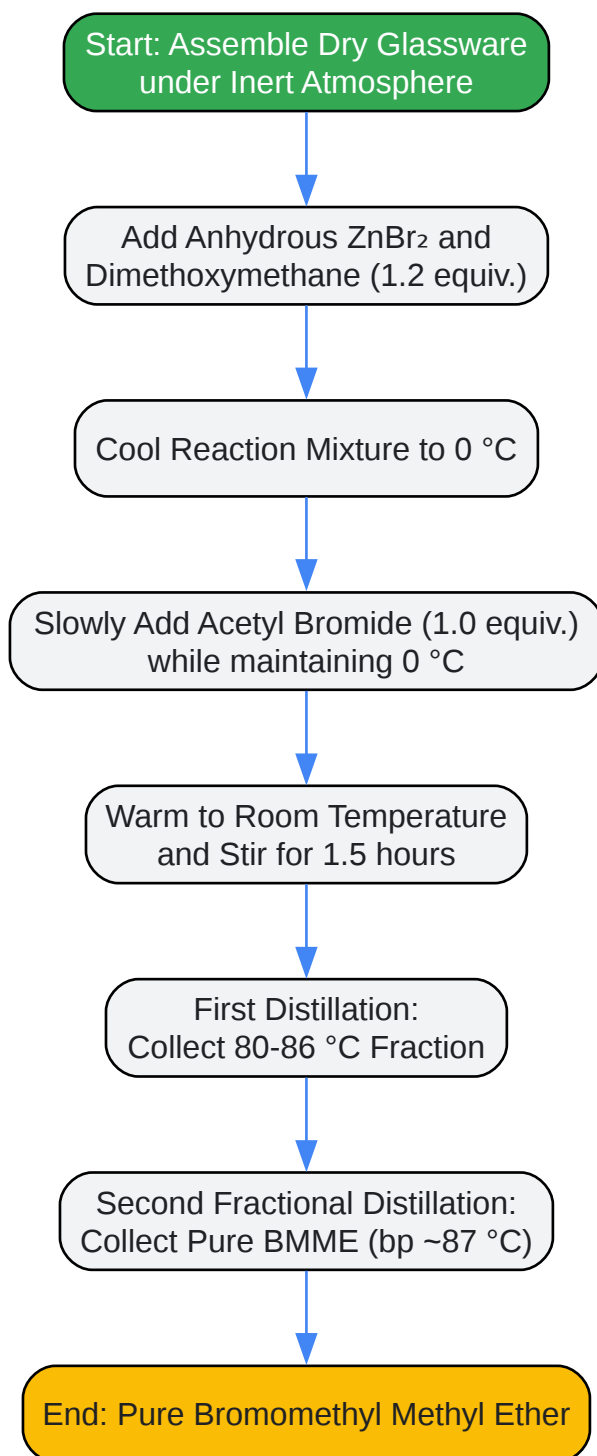 Start: Assemble Dry Glassware
under Inert Atmosphere
Add Anhydrous ZnBr₂ and
Dimethoxymethane (1.2 equiv.)
Cool Reaction Mixture to 0 °C
Slowly Add Acetyl Bromide (1.0 equiv.)
while maintaining 0 °C
Warm to Room Temperature
and Stir for 1.5 hours
First Distillation:
Collect 80-86 °C Fraction
Second Fractional Distillation:
Collect Pure BMME (bp ~87 °C)
End: Pure Bromomethyl Methyl Ether